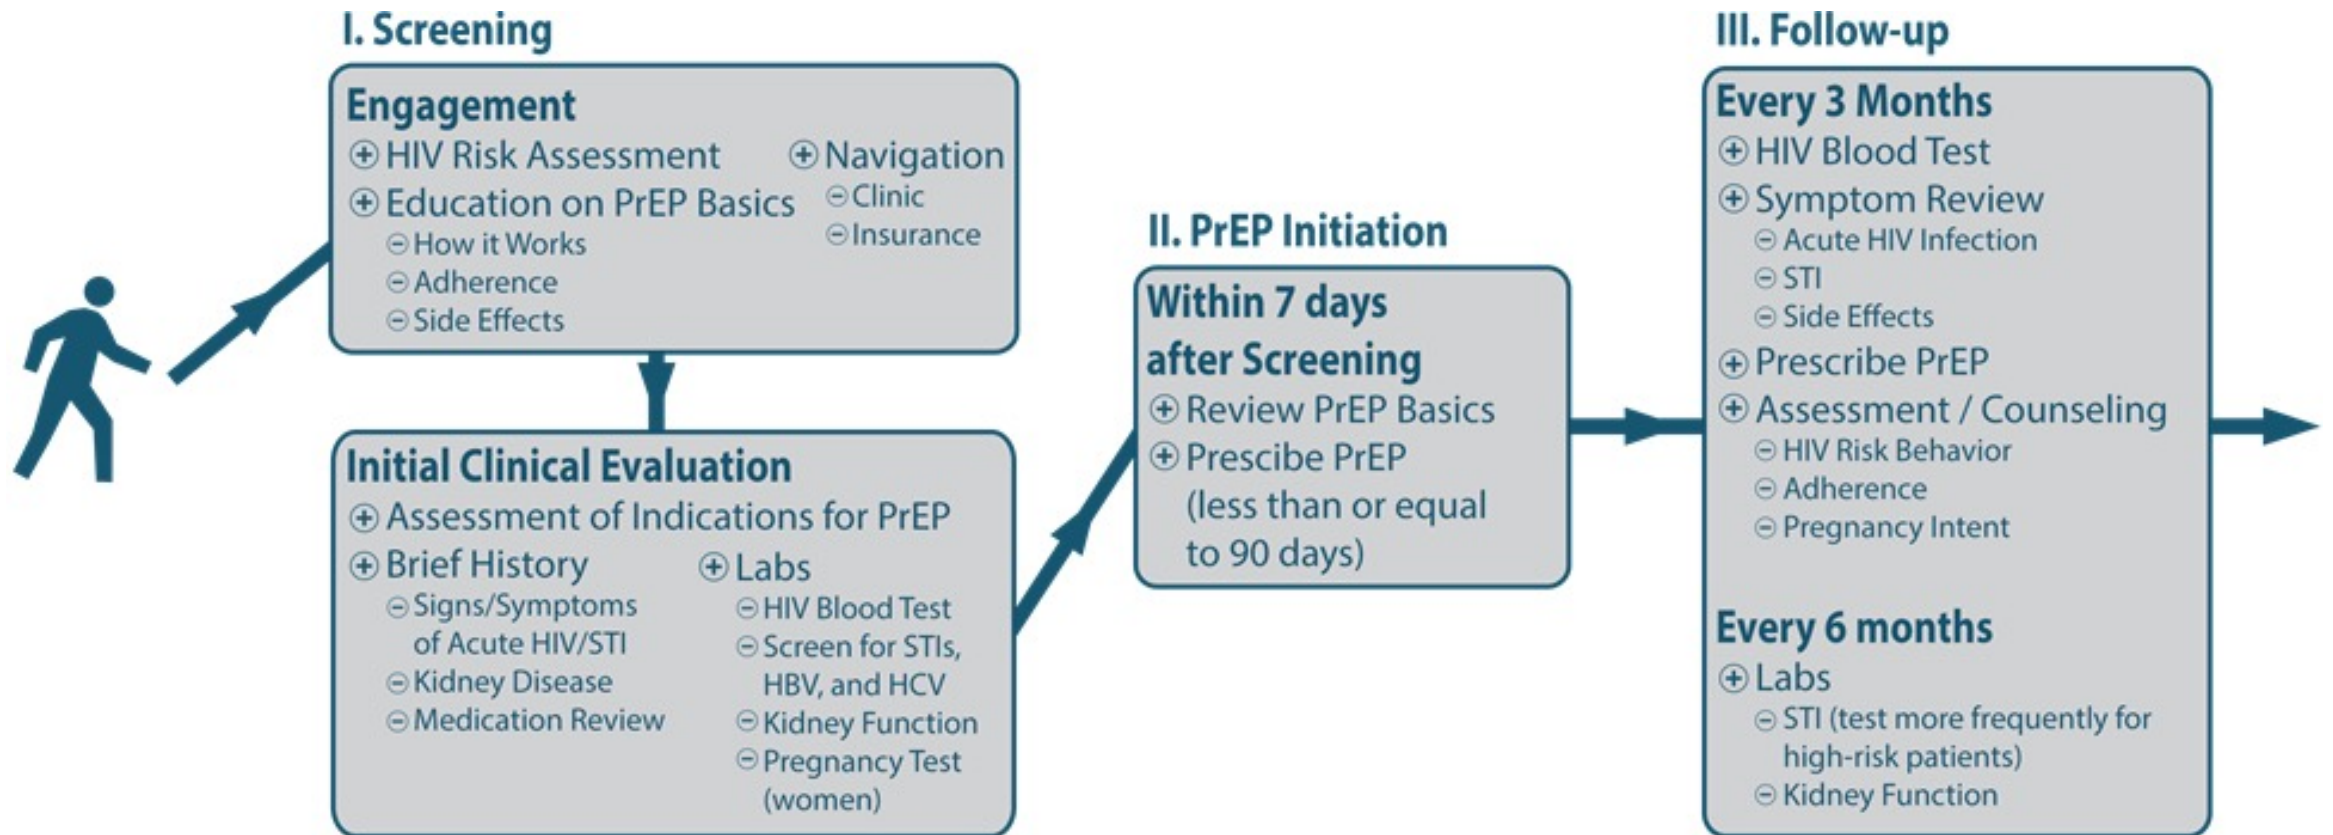 I. Screening
Engagement
⊕ HIV Risk Assessment
⊕ Education on PrEP Basics
⊖ How it Works
⊖ Adherence
⊖ Side Effects
⊕ Navigation
⊖ Clinic
⊖ Insurance
Initial Clinical Evaluation
⊕ Assessment of Indications for PrEP
⊕ Brief History
⊖ Signs/Symptoms
of Acute HIV/STI
⊖ Kidney Disease
⊖ Medication Review
⊕ Labs
⊖ HIV Blood Test
⊖ Screen for STIs,
HBV, and HCV
⊖ Kidney Function
⊖ Pregnancy Test
(women)
II. PrEP Initiation
Within 7 days
after Screening
⊕ Review PrEP Basics
⊕ Prescibe PrEP
(less than or equal
to 90 days)
III. Follow-up
Every 3 Months
⊕ HIV Blood Test
⊕ Symptom Review
⊖ Acute HIV Infection
⊖ STI
⊖ Side Effects
⊕ Prescribe PrEP
⊕ Assessment / Counseling
⊖ HIV Risk Behavior
⊖ Adherence
⊖ Pregnancy Intent
Every 6 months
⊕ Labs
⊖ STI (test more frequently for
high-risk patients)
⊖ Kidney Function